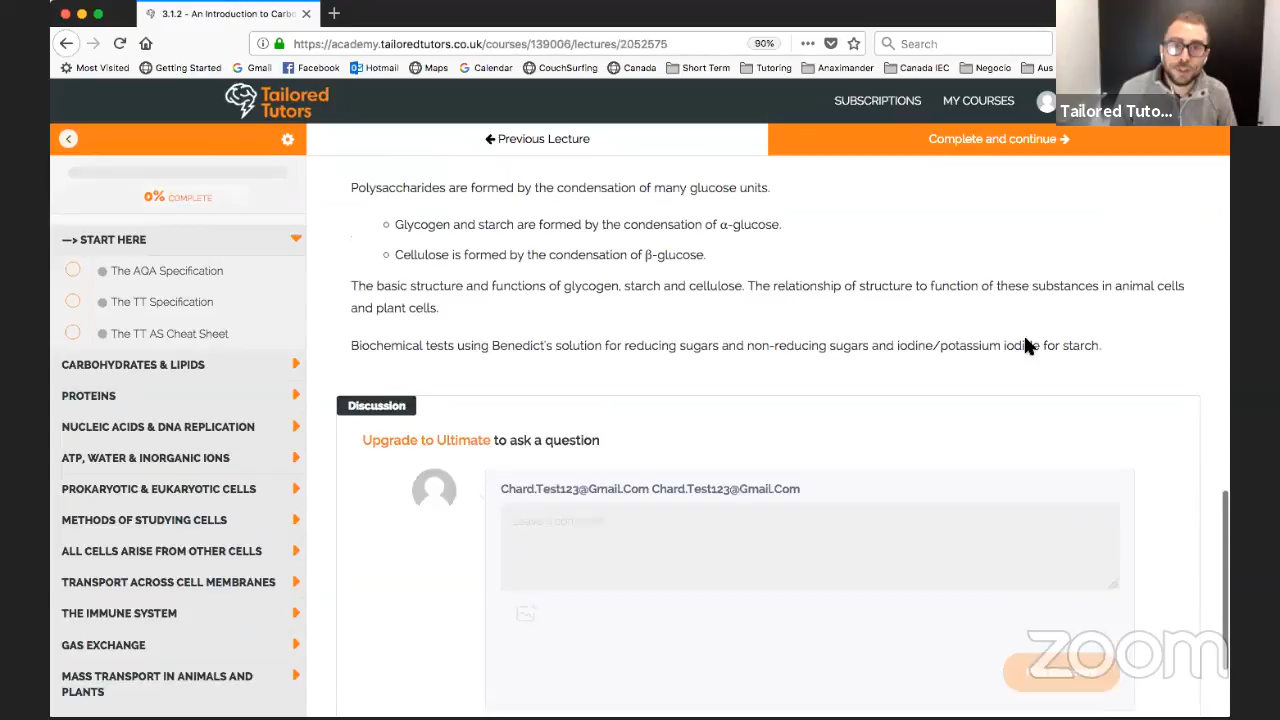 3.1.2 - An Introduction to Carbo
https://academy.tailoredtutors.co.uk/courses/139006/lectures/2052575
90%
Search
Most Visited
Getting Started
Gmail
Facebook
Hotmail
Maps
Calendar
CouchSurfing
Canada
Short Term
Tutoring
Anaximander
Canada IEC
Negocio
Aus
Tailored Tuto...
Tailored
Tutors
SUBSCRIPTIONS
MY COURSES
Previous Lecture
Complete and continue
0% COMPLETE
START HERE
The AQA Specification
The TT Specification
The TT AS Cheat Sheet
CARBOHYDRATES & LIPIDS
PROTEINS
NUCLEIC ACIDS & DNA REPLICATION
ATP, WATER & INORGANIC IONS
PROKARYOTIC & EUKARYOTIC CELLS
METHODS OF STUDYING CELLS
ALL CELLS ARISE FROM OTHER CELLS
TRANSPORT ACROSS CELL MEMBRANES
THE IMMUNE SYSTEM
GAS EXCHANGE
MASS TRANSPORT IN ANIMALS AND
PLANTS
Polysaccharides are formed by the condensation of many glucose units.
Glycogen and starch are formed by the condensation of α-glucose.
Cellulose is formed by the condensation of β-glucose.
The basic structure and functions of glycogen, starch and cellulose. The relationship of structure to function of these substances in animal cells
and plant cells.
Biochemical tests using Benedict's solution for reducing sugars and non-reducing sugars and iodine/potassium iodide for starch.
Discussion
Upgrade to Ultimate to ask a question
Chard.Test123@Gmail.Com Chard.Test123@Gmail.Com
zoom